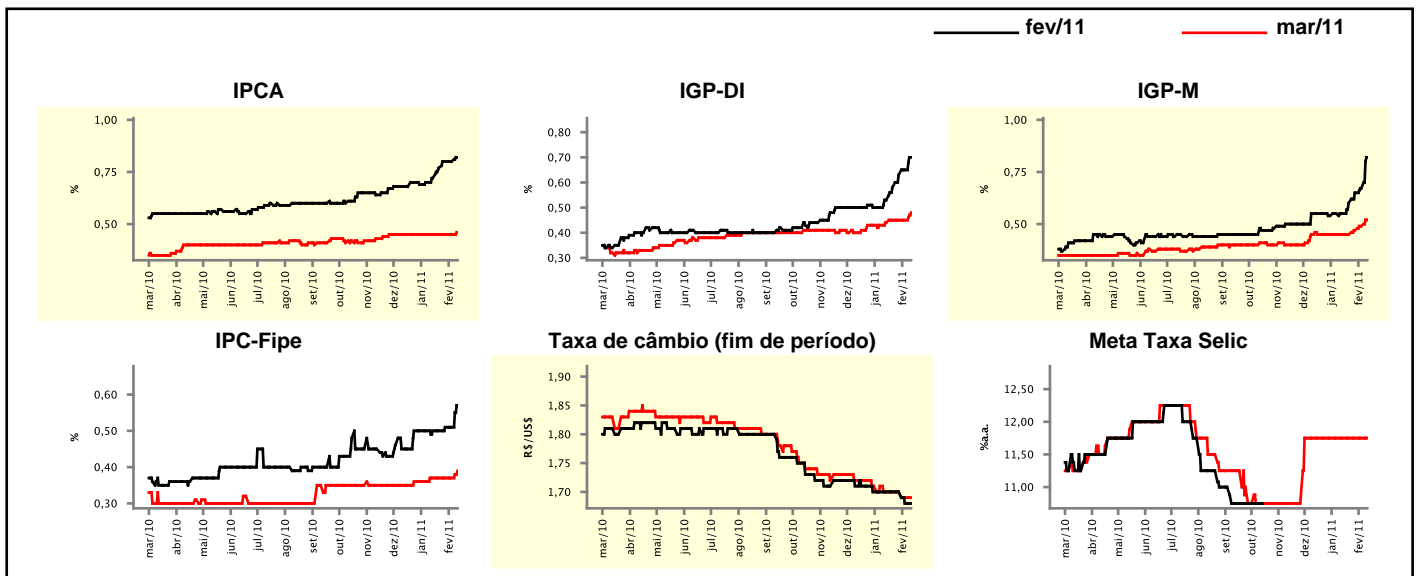 fev/11 mar/11
IPCA IGP-DI IGP-M
1,00
0,75
0,50
%
mar/10 abr/10 mai/10 jun/10 jul/10 ago/10 set/10 out/10 nov/10 dez/10 jan/11 fev/11
0,80
0,70
0,60
0,50
0,40
0,30
%
mar/10 abr/10 mai/10 jun/10 jul/10 ago/10 set/10 out/10 nov/10 dez/10 jan/11 fev/11
1,00
0,75
0,50
%
mar/10 abr/10 mai/10 jun/10 jul/10 ago/10 set/10 out/10 nov/10 dez/10 jan/11 fev/11
IPC-Fipe Taxa de câmbio (fim de período) Meta Taxa Selic
0,60
0,50
0,40
0,30
%
mar/10 abr/10 mai/10 jun/10 jul/10 ago/10 set/10 out/10 nov/10 dez/10 jan/11 fev/11
1,90
1,85
1,80
1,75
1,70
R$/US$
mar/10 abr/10 mai/10 jun/10 jul/10 ago/10 set/10 out/10 nov/10 dez/10 jan/11 fev/11
12,50
12,00
11,50
11,00
%a.a.
mar/10 abr/10 mai/10 jun/10 jul/10 ago/10 set/10 out/10 nov/10 dez/10 jan/11 fev/11